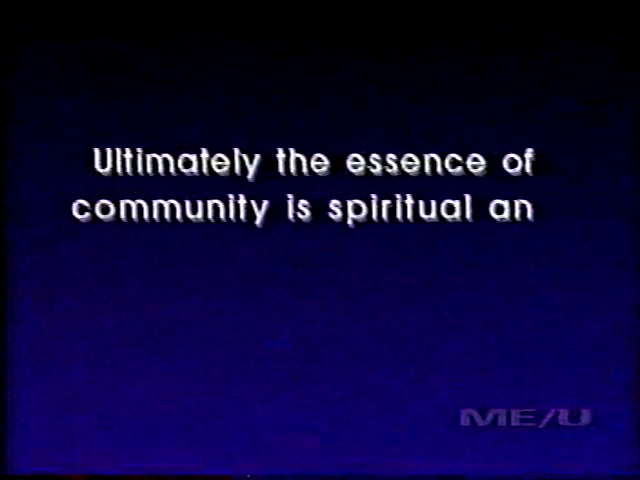 Ultimately the essence of
community is spiritual an
ME/U